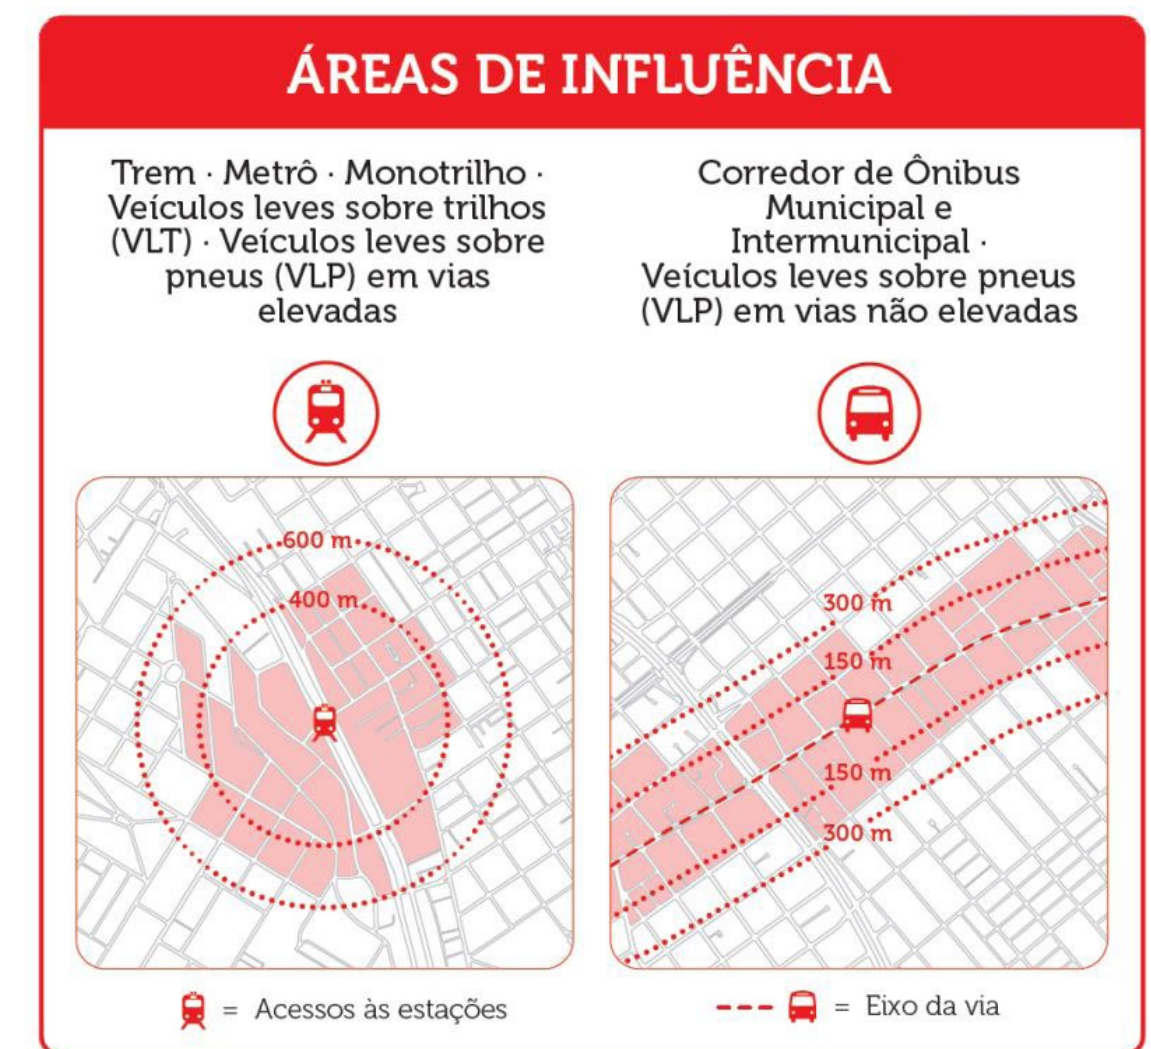 ÁREAS DE INFLUÊNCIA
Trem · Metrô · Monotrilho ·
Veículos leves sobre trilhos
(VLT) · Veículos leves sobre
pneus (VLP) em vias
elevadas
Corredor de Ônibus
Municipal e
Intermunicipal ·
Veículos leves sobre pneus
(VLP) em vias não elevadas
600 m
400 m
300 m
150 m
150 m
300 m
= Acessos às estações
= Eixo da via